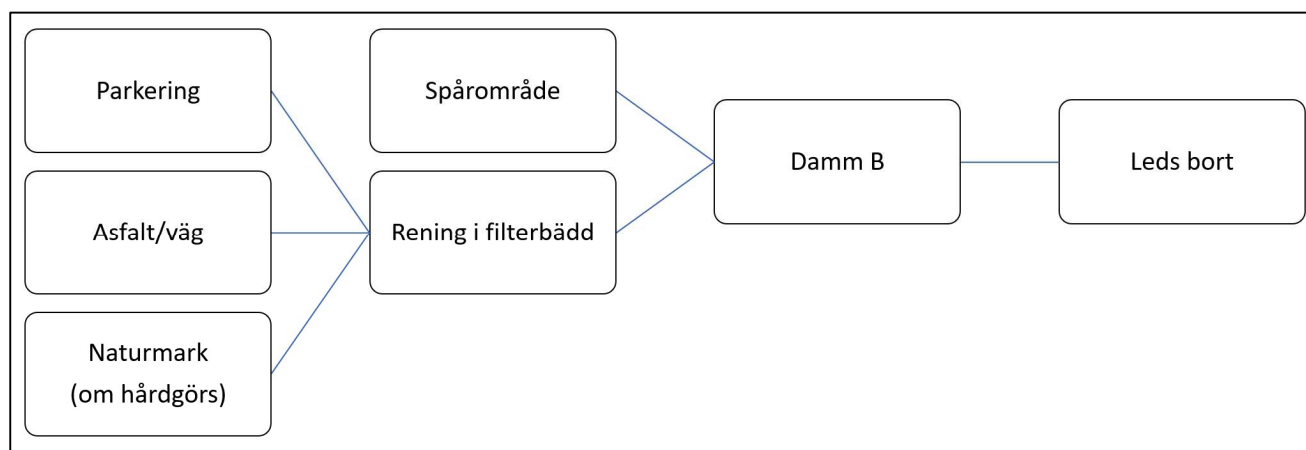 Parkering
Asfalt/väg
Naturmark
(om hårdgörs)
Spårområde
Rening i filterbädd
Damm B
Leds bort